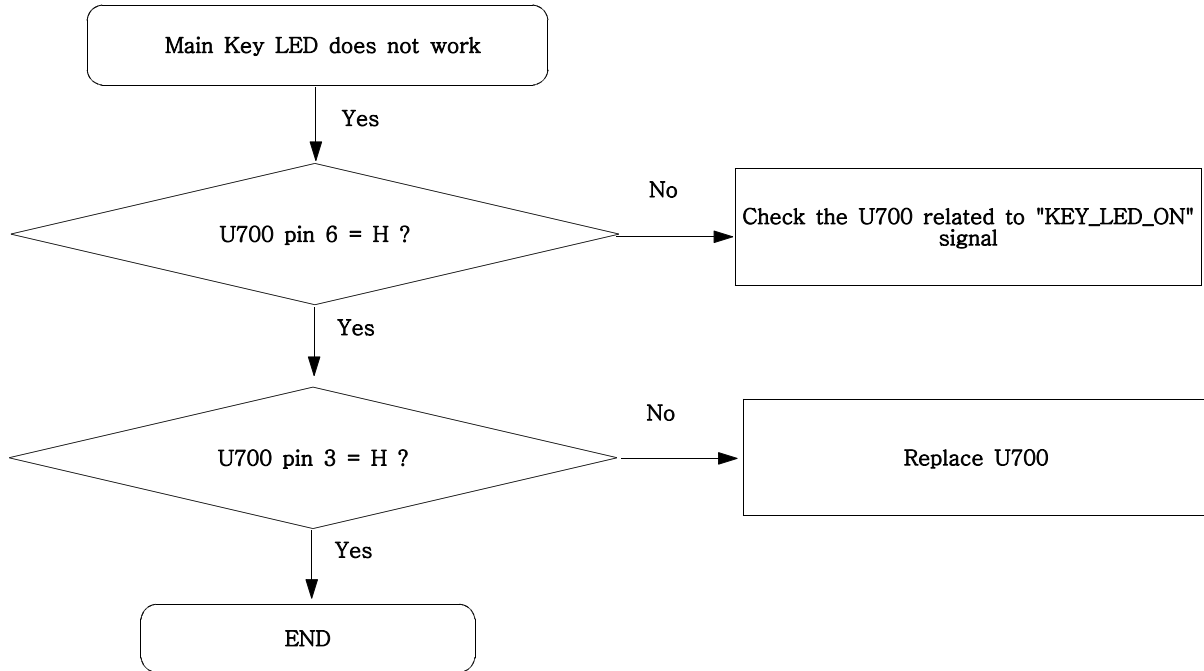 Main Key LED does not work
Yes
No
U700 pin 6 = H ?
Check the U700 related to "KEY_LED_ON"
signal
Yes
No
U700 pin 3 = H ?
Replace U700
Yes
END